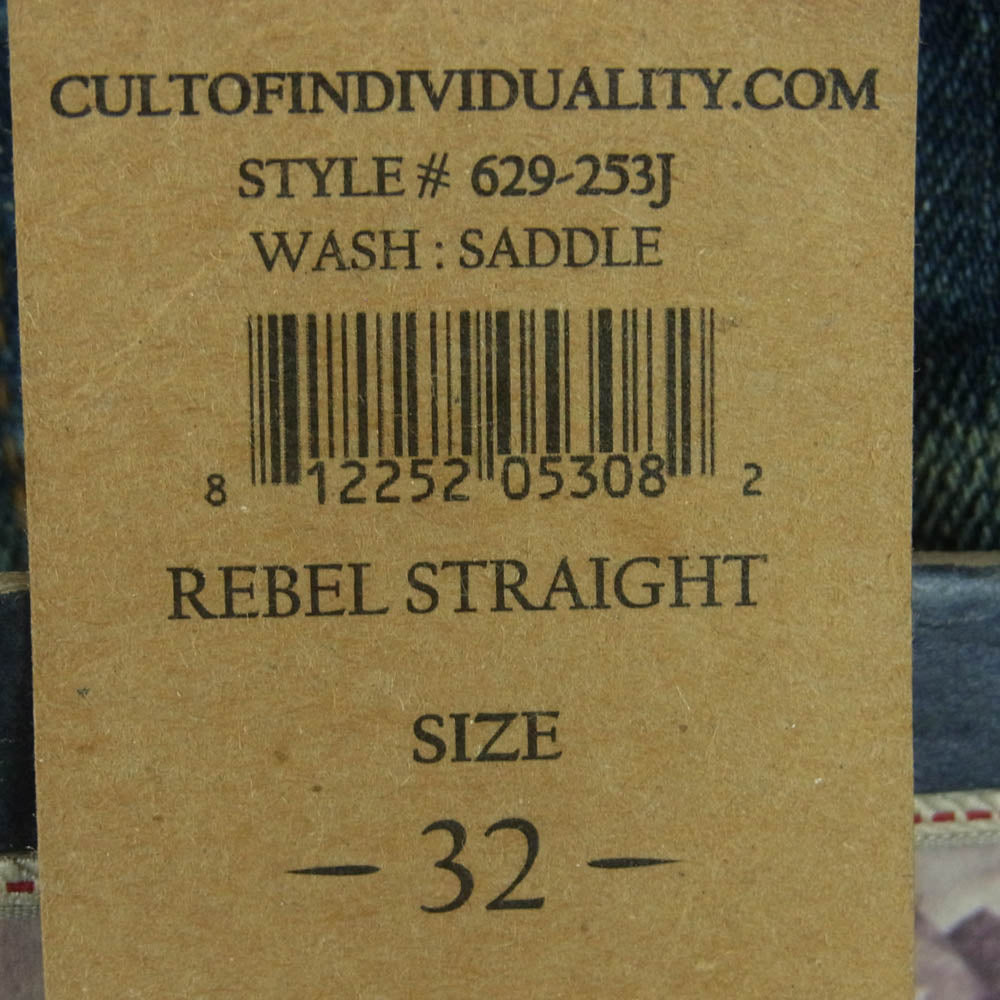 CULTOFINDIVIDUALITY.COM
STYLE # 629-253J
WASH : SADDLE
8 12252 05308 2
REBEL STRAIGHT
SIZE
- 32 -